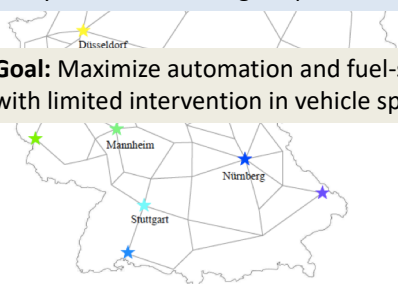 Düsseldorf
Goal: Maximize automation and fuel-
with limited intervention in vehicle sp
Mannheim
Nürnberg
Stuttgart